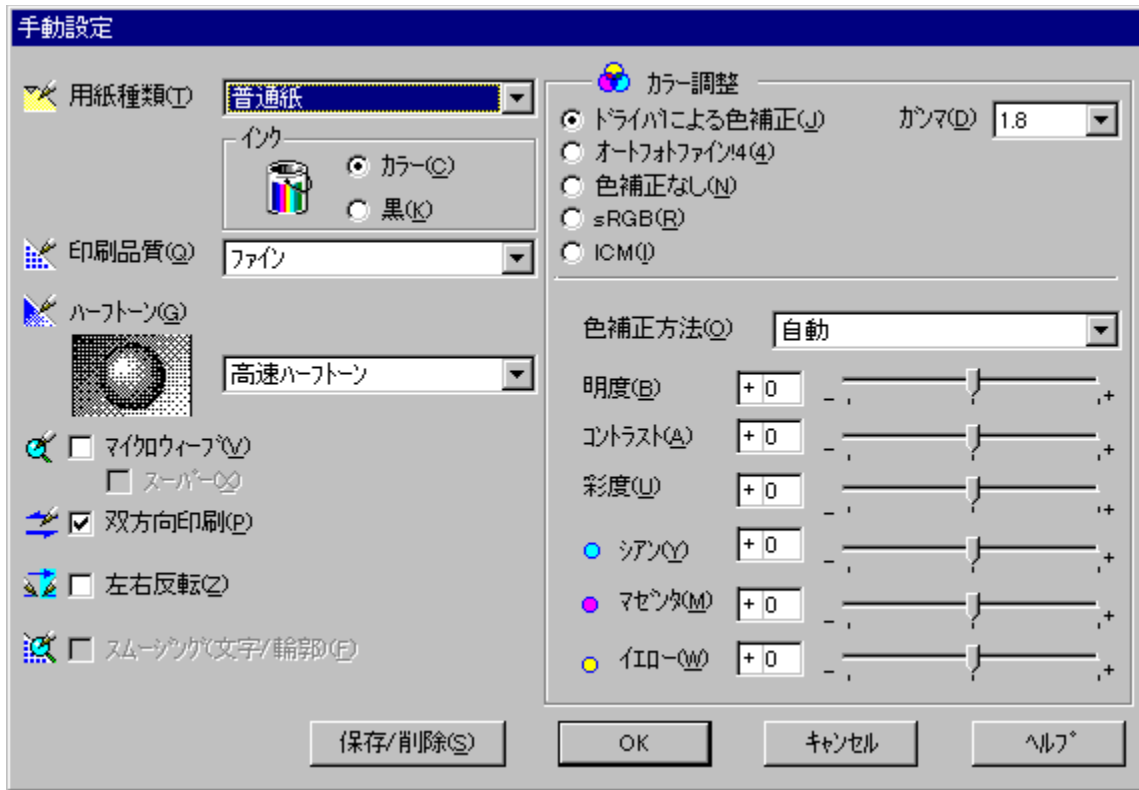 手動設定
用紙種類(T)
普通紙
インク
カラー(C)
黒(K)
印刷品質(Q)
ファイン
ハーフトーン(G)
高速ハーフトーン
マイクロウィーブ(V)
スーパー(X)
双方向印刷(P)
左右反転(Z)
スムージング(文字/輪郭)(F)
カラー調整
ドライバによる色補正(J)
ガンマ(D)
1.8
オートフォトファイン!4(4)
色補正なし(N)
sRGB(R)
ICM(I)
色補正方法(O)
自動
明度(B) + 0 - +
コントラスト(A) + 0 - +
彩度(U) + 0 - +
シアン(Y) + 0 - +
マゼンタ(M) + 0 - +
イエロー(W) + 0 - +
保存/削除(S)
OK
キャンセル
ヘルプ